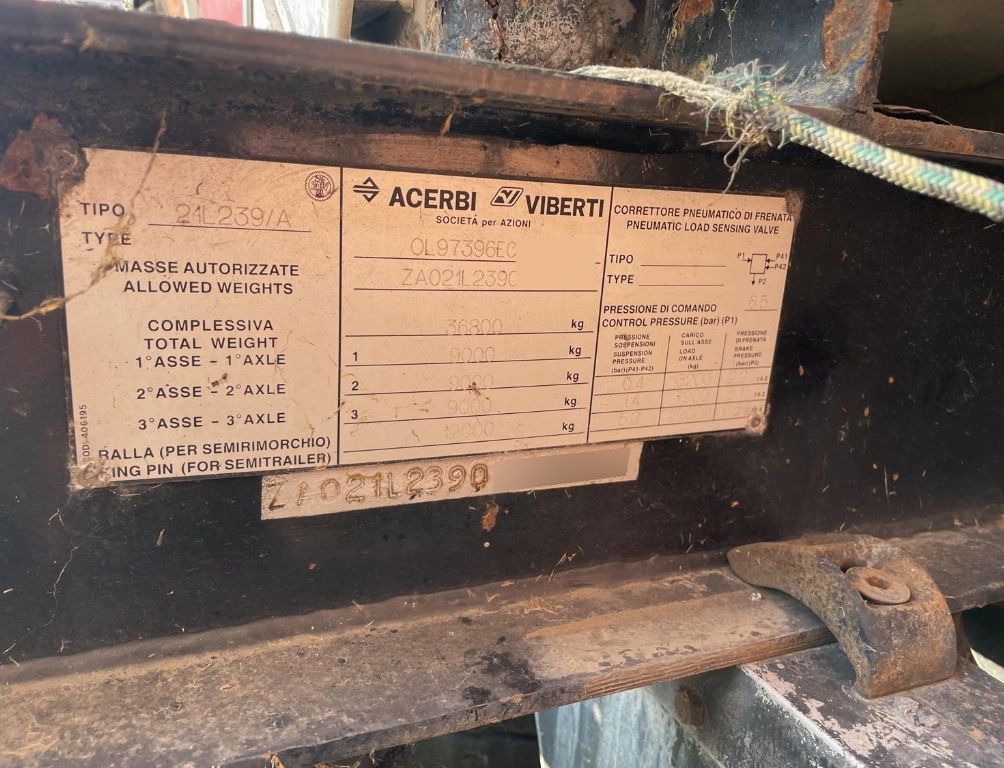 TIPO 21L239/A
TYPE
MASSE AUTORIZZATE
ALLOWED WEIGHTS
COMPLESSIVA
TOTAL WEIGHT
1°ASSE - 1°AXLE
2°ASSE - 2°AXLE
3°ASSE - 3°AXLE
RALLA (PER SEMIRIMORCHIO)
KING PIN (FOR SEMITRAILER)
COD. A06195
ACERBI VIBERTI
SOCIETÀ per AZIONI
OL97396EC
ZA021L2390
36800 kg
1 9000 kg
2 9000 kg
3 9000 kg
12000 kg
CORRETTORE PNEUMATICO DI FRENATA
PNEUMATIC LOAD SENSING VALVE
TIPO
TYPE
P1 P41
P42
P2
PRESSIONE DI COMANDO 6.5
CONTROL PRESSURE (bar) (P1)
PRESSIONE SOSPENSIONI
SUSPENSION PRESSURE
(bar)(P41-P42)
CARICO SULL'ASSE
LOAD ON AXLE
(kg)
PRESSIONE DI FRENATA
BRAKE PRESSURE
(bar)(P2)
0.4
ZA021L2390